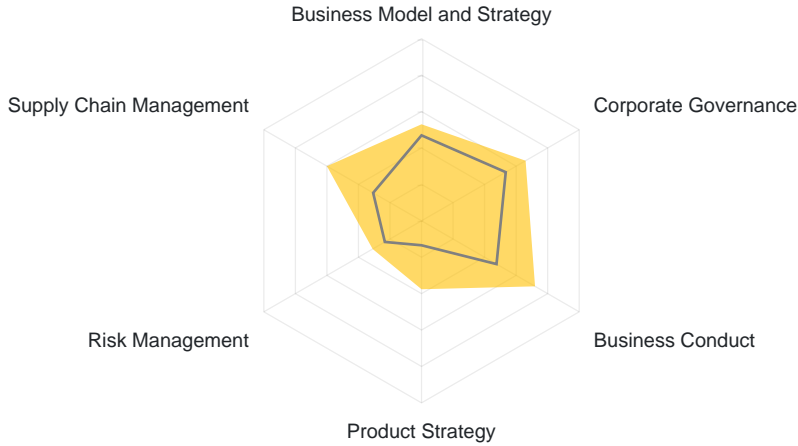 Business Model and Strategy
Supply Chain Management
Corporate Governance
Risk Management
Business Conduct
Product Strategy